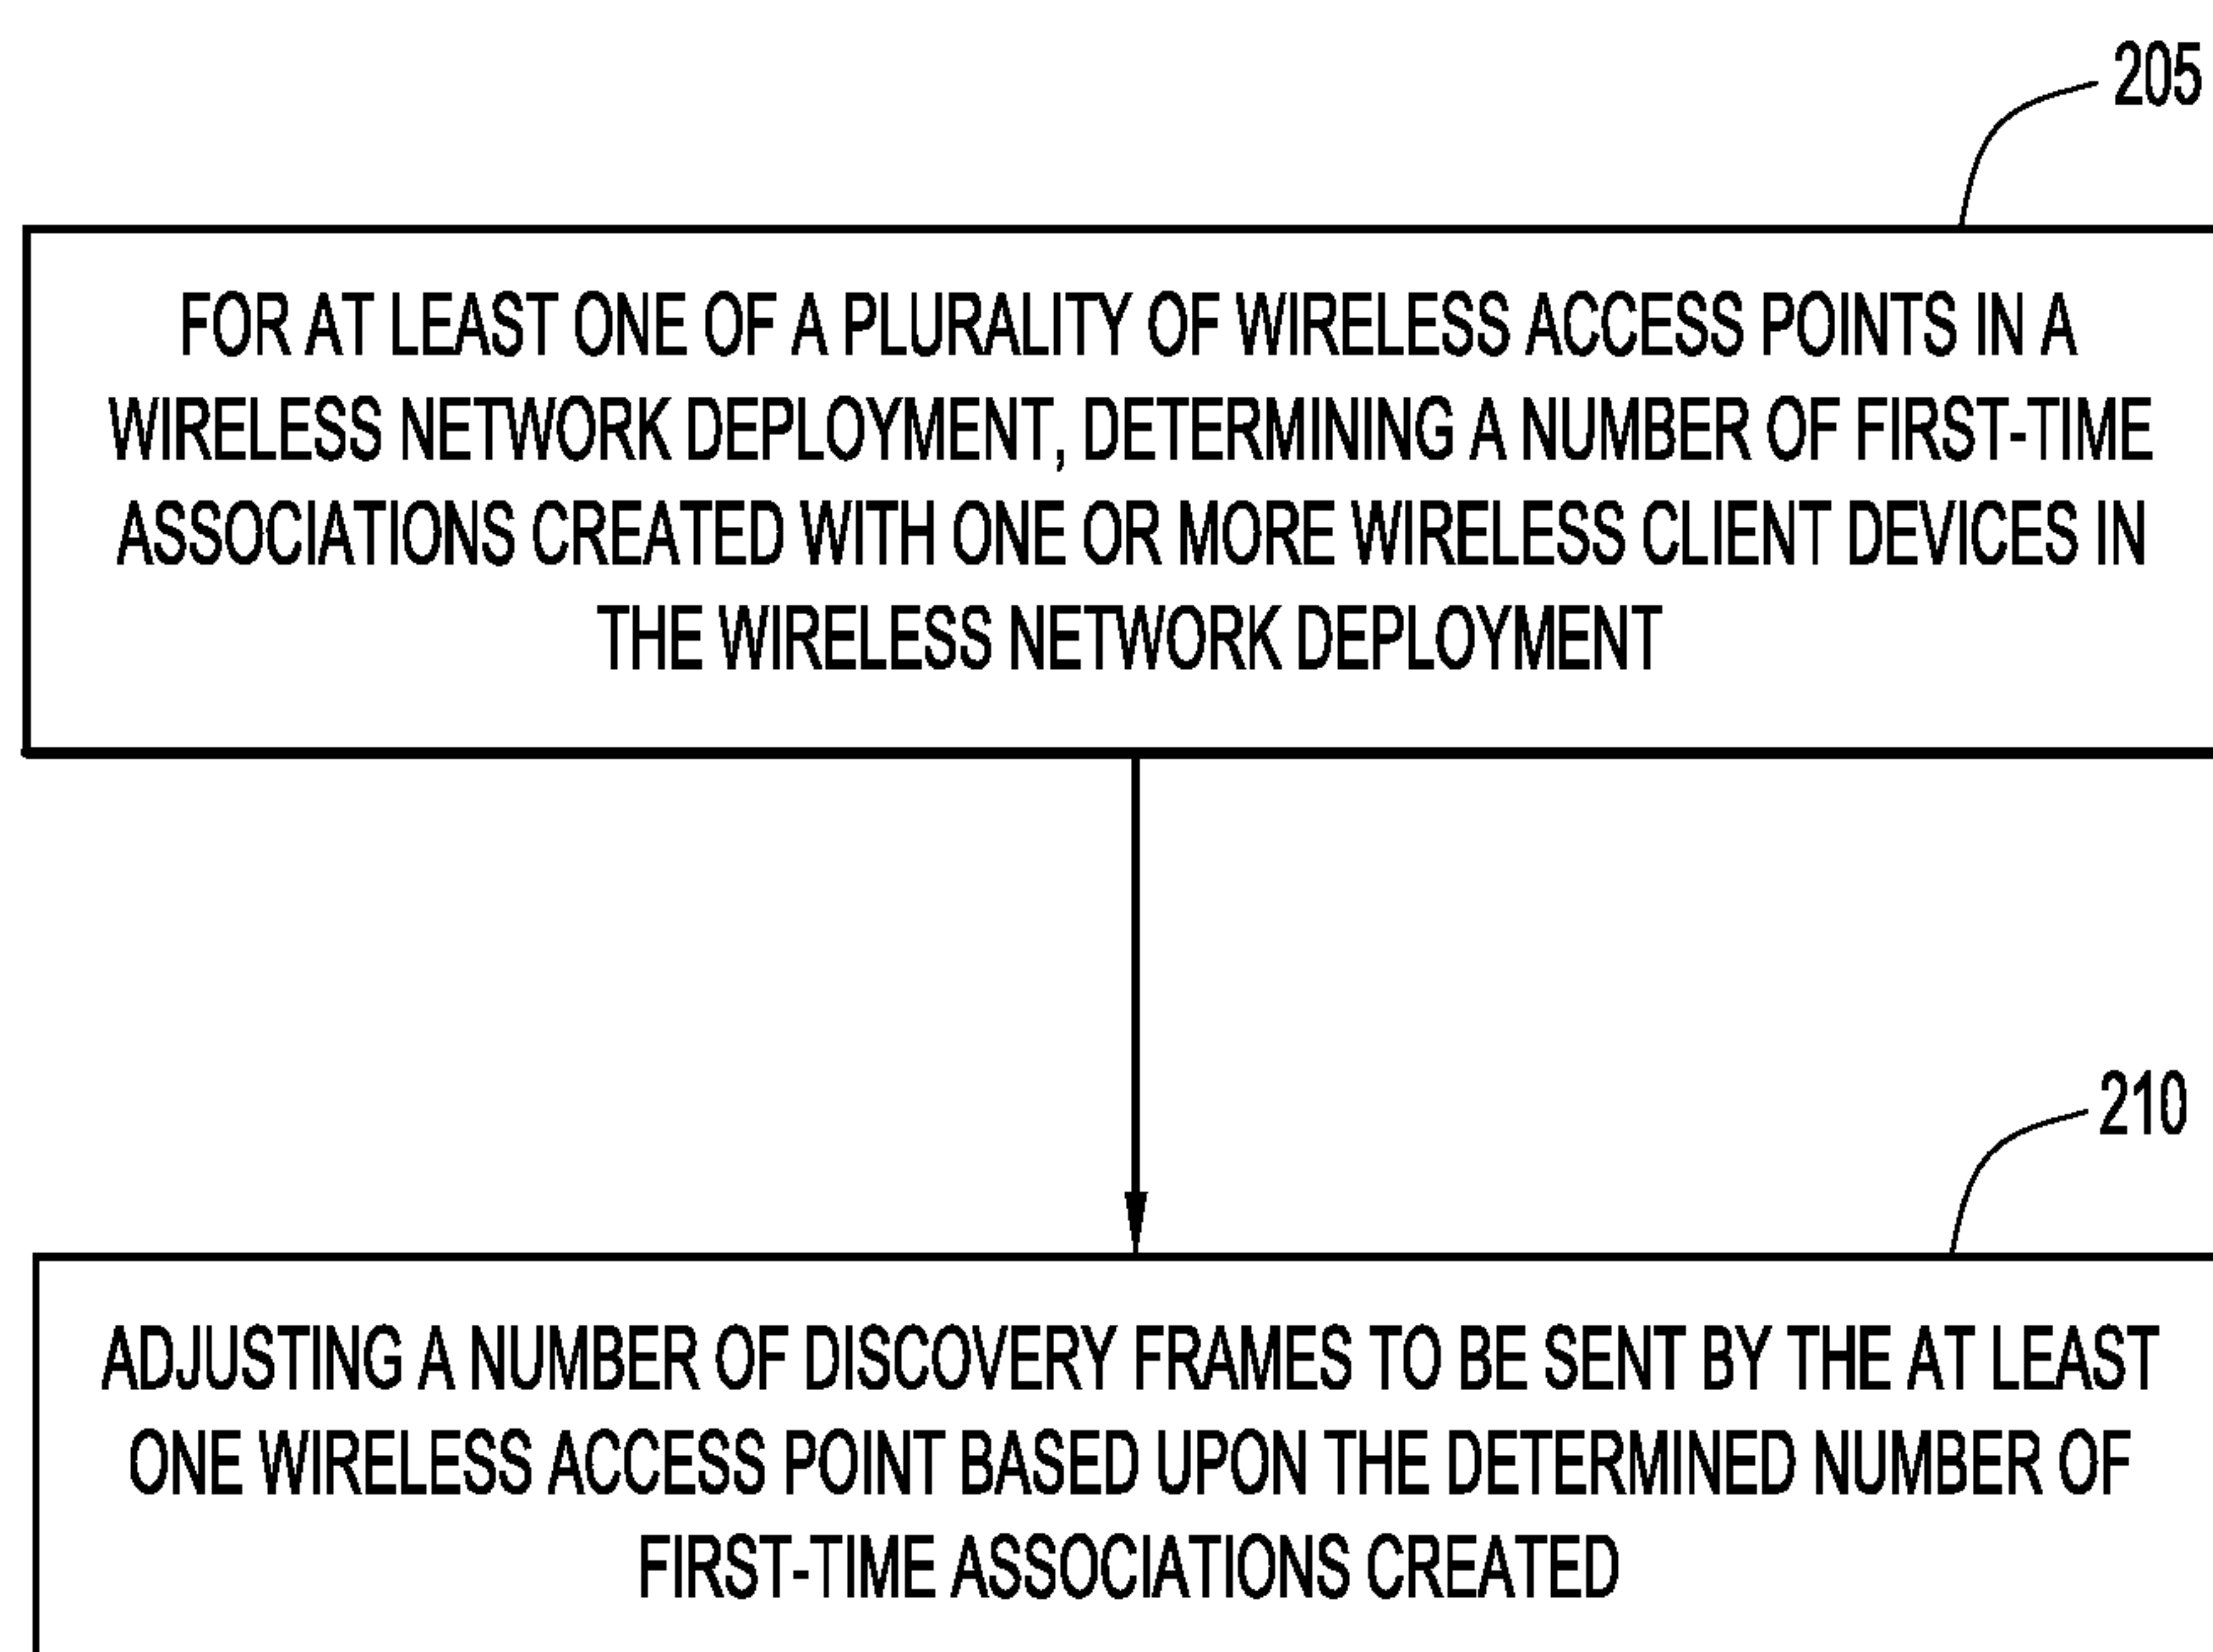 205
FOR AT LEAST ONE OF A PLURALITY OF WIRELESS ACCESS POINTS IN A
WIRELESS NETWORK DEPLOYMENT, DETERMINING A NUMBER OF FIRST-TIME
ASSOCIATIONS CREATED WITH ONE OR MORE WIRELESS CLIENT DEVICES IN
THE WIRELESS NETWORK DEPLOYMENT
210
ADJUSTING A NUMBER OF DISCOVERY FRAMES TO BE SENT BY THE AT LEAST
ONE WIRELESS ACCESS POINT BASED UPON THE DETERMINED NUMBER OF
FIRST-TIME ASSOCIATIONS CREATED